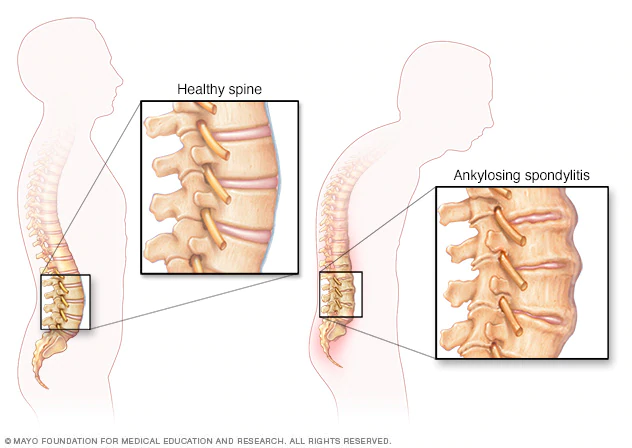 Healthy spine
Ankylosing spondylitis
© MAYO FOUNDATION FOR MEDICAL EDUCATION AND RESEARCH. ALL RIGHTS RESERVED.